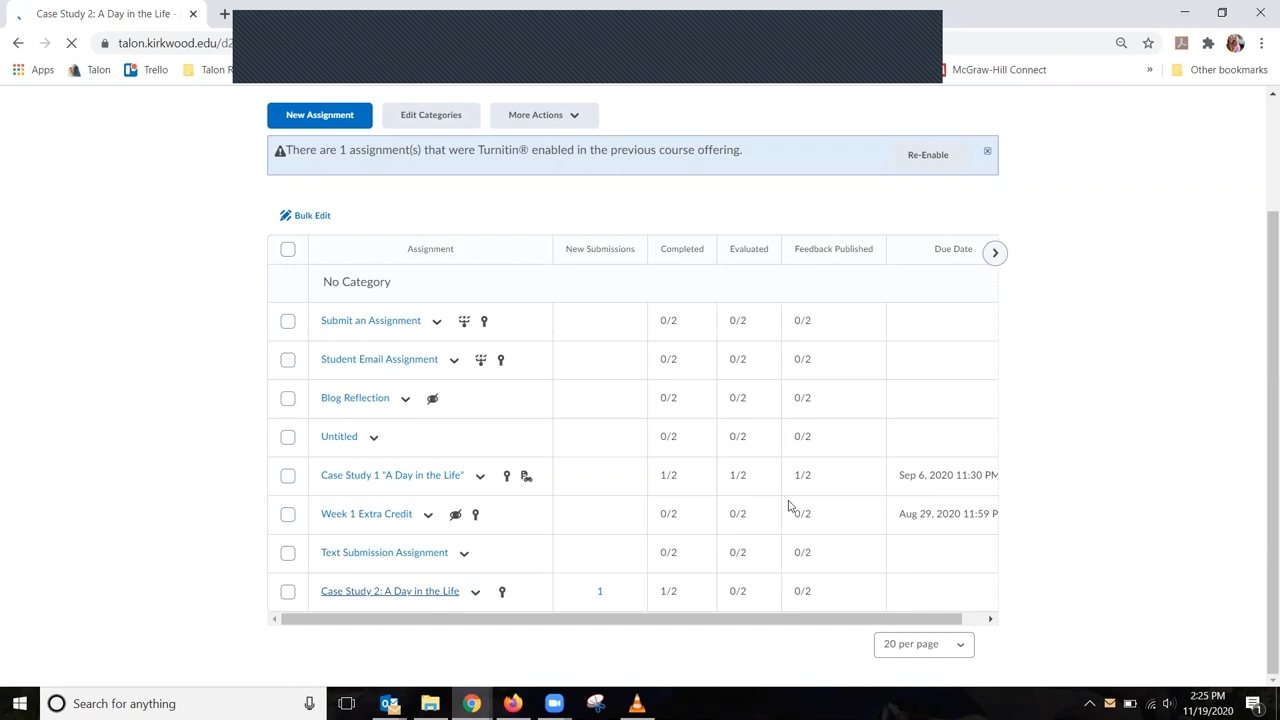 Case Study 2: A Day in the Life -
talon.kirkwood.edu/d2
Apps Talon Trello Talon R McGraw-Hill Connect » Other bookmarks
New Assignment Edit Categories More Actions
There are 1 assignment(s) that were Turnitin® enabled in the previous course offering. Re-Enable
Bulk Edit
Assignment New Submissions Completed Evaluated Feedback Published Due Date
No Category
Submit an Assignment 0/2 0/2 0/2
Student Email Assignment 0/2 0/2 0/2
Blog Reflection 0/2 0/2 0/2
Untitled 0/2 0/2 0/2
Case Study 1 "A Day in the Life" 1/2 1/2 1/2 Sep 6, 2020 11:30 PM
Week 1 Extra Credit 0/2 0/2 0/2 Aug 29, 2020 11:59 P
Text Submission Assignment 0/2 0/2 0/2
Case Study 2: A Day in the Life 1 1/2 0/2 0/2
20 per page
Search for anything
2:25 PM
11/19/2020
1